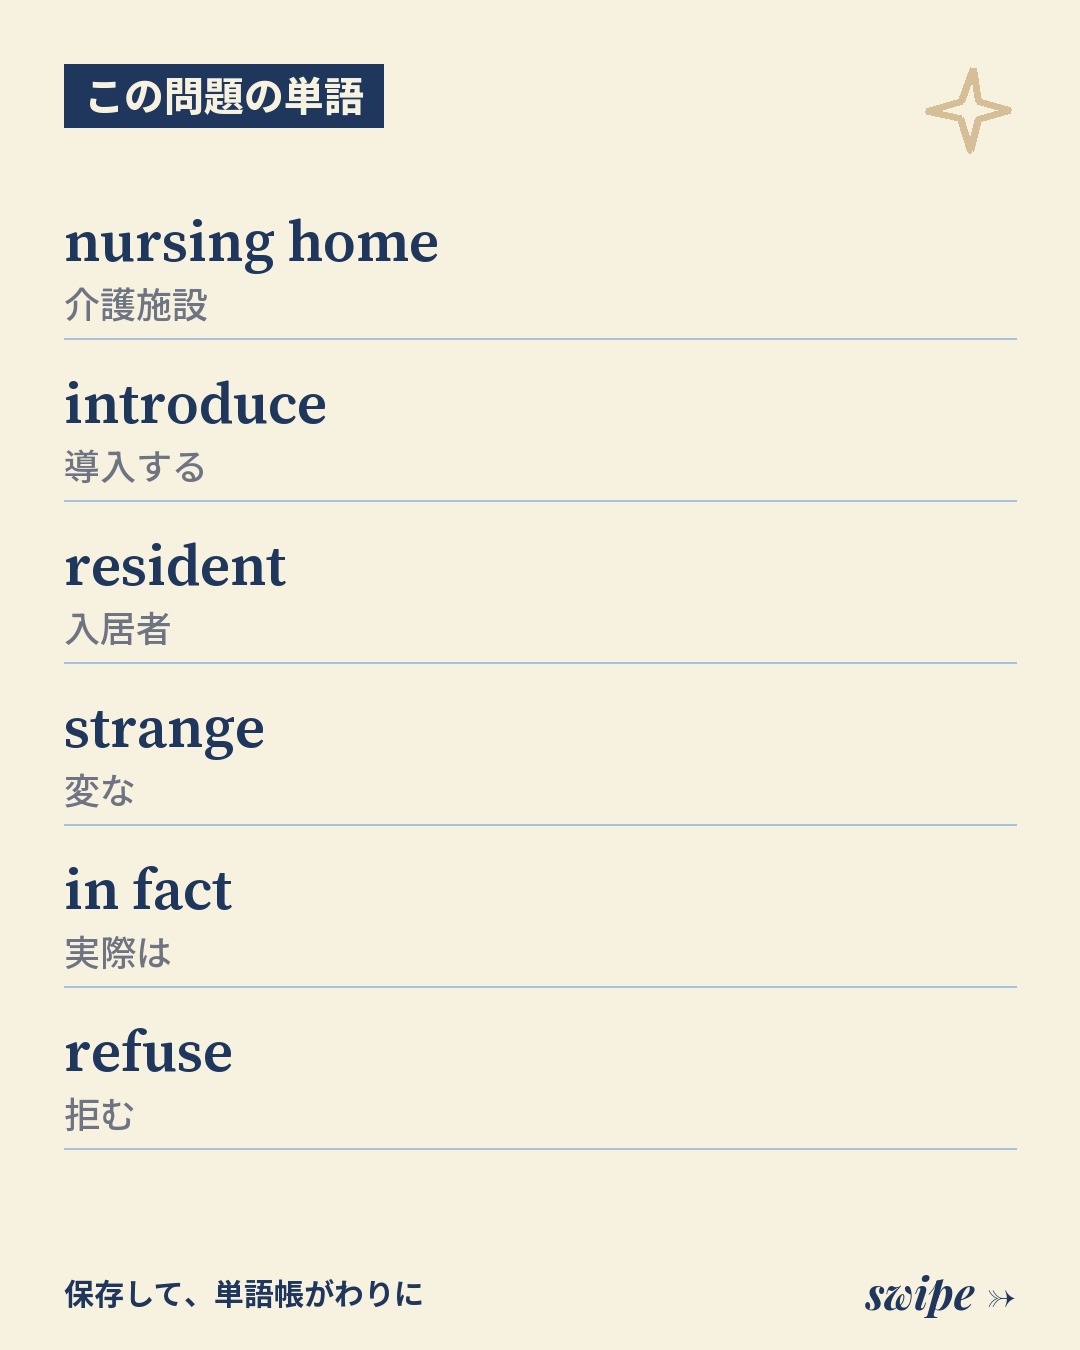 この問題の単語
nursing home
介護施設
introduce
導入する
resident
入居者
strange
変な
in fact
実際は
refuse
拒む
保存して、単語帳がわりに
swipe